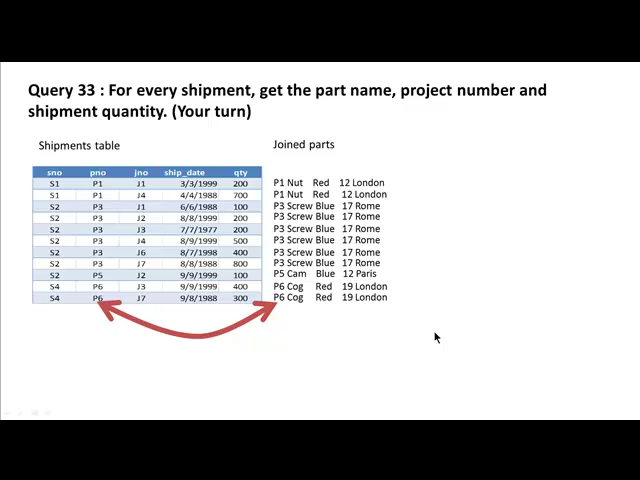 Query 33 : For every shipment, get the part name, project number and
shipment quantity. (Your turn)
Shipments table Joined parts
sno pno jno ship_date qty
S1 P1 J1 3/3/1999 200 P1 Nut Red 12 London
S1 P1 J4 4/4/1988 700 P1 Nut Red 12 London
S2 P3 J1 6/6/1988 100 P3 Screw Blue 17 Rome
S2 P3 J2 8/8/1999 200 P3 Screw Blue 17 Rome
S2 P3 J3 7/7/1977 200 P3 Screw Blue 17 Rome
S2 P3 J4 8/9/1999 500 P3 Screw Blue 17 Rome
S2 P3 J6 8/7/1998 400 P3 Screw Blue 17 Rome
S2 P3 J7 8/8/1988 800 P3 Screw Blue 17 Rome
S2 P5 J2 9/9/1999 100 P5 Cam Blue 12 Paris
S4 P6 J3 9/9/1999 400 P6 Cog Red 19 London
S4 P6 J7 9/8/1988 300 P6 Cog Red 19 London